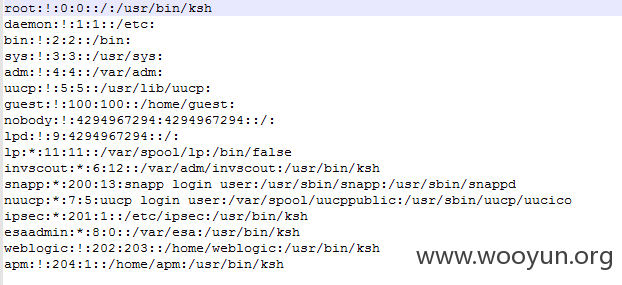 root:!:0:0::/:/usr/bin/ksh
daemon:!:1:1::/etc:
bin:!:2:2::/bin:
sys:!:3:3::/usr/sys:
adm:!:4:4::/var/adm:
uucp:!:5:5::/usr/lib/uucp:
guest:!:100:100::/home/guest:
nobody:!:4294967294:4294967294::/:
lpd:!:9:4294967294::/:
lp:*:11:11::/var/spool/lp:/bin/false
invscout:*:6:12::/var/adm/invscout:/usr/bin/ksh
snapp:*:200:13:snapp login user:/usr/sbin/snapp:/usr/sbin/snappd
nuucp:*:7:5:uucp login user:/var/spool/uucppublic:/usr/sbin/uucp/uucico
ipsec:*:201:1::/etc/ipsec:/usr/bin/ksh
esaadmin:*:8:0::/var/esa:/usr/bin/ksh
weblogic:!:202:203::/home/weblogic:/usr/bin/ksh
apm:!:204:1::/home/apm:/usr/bin/ksh
www.wooyun.org